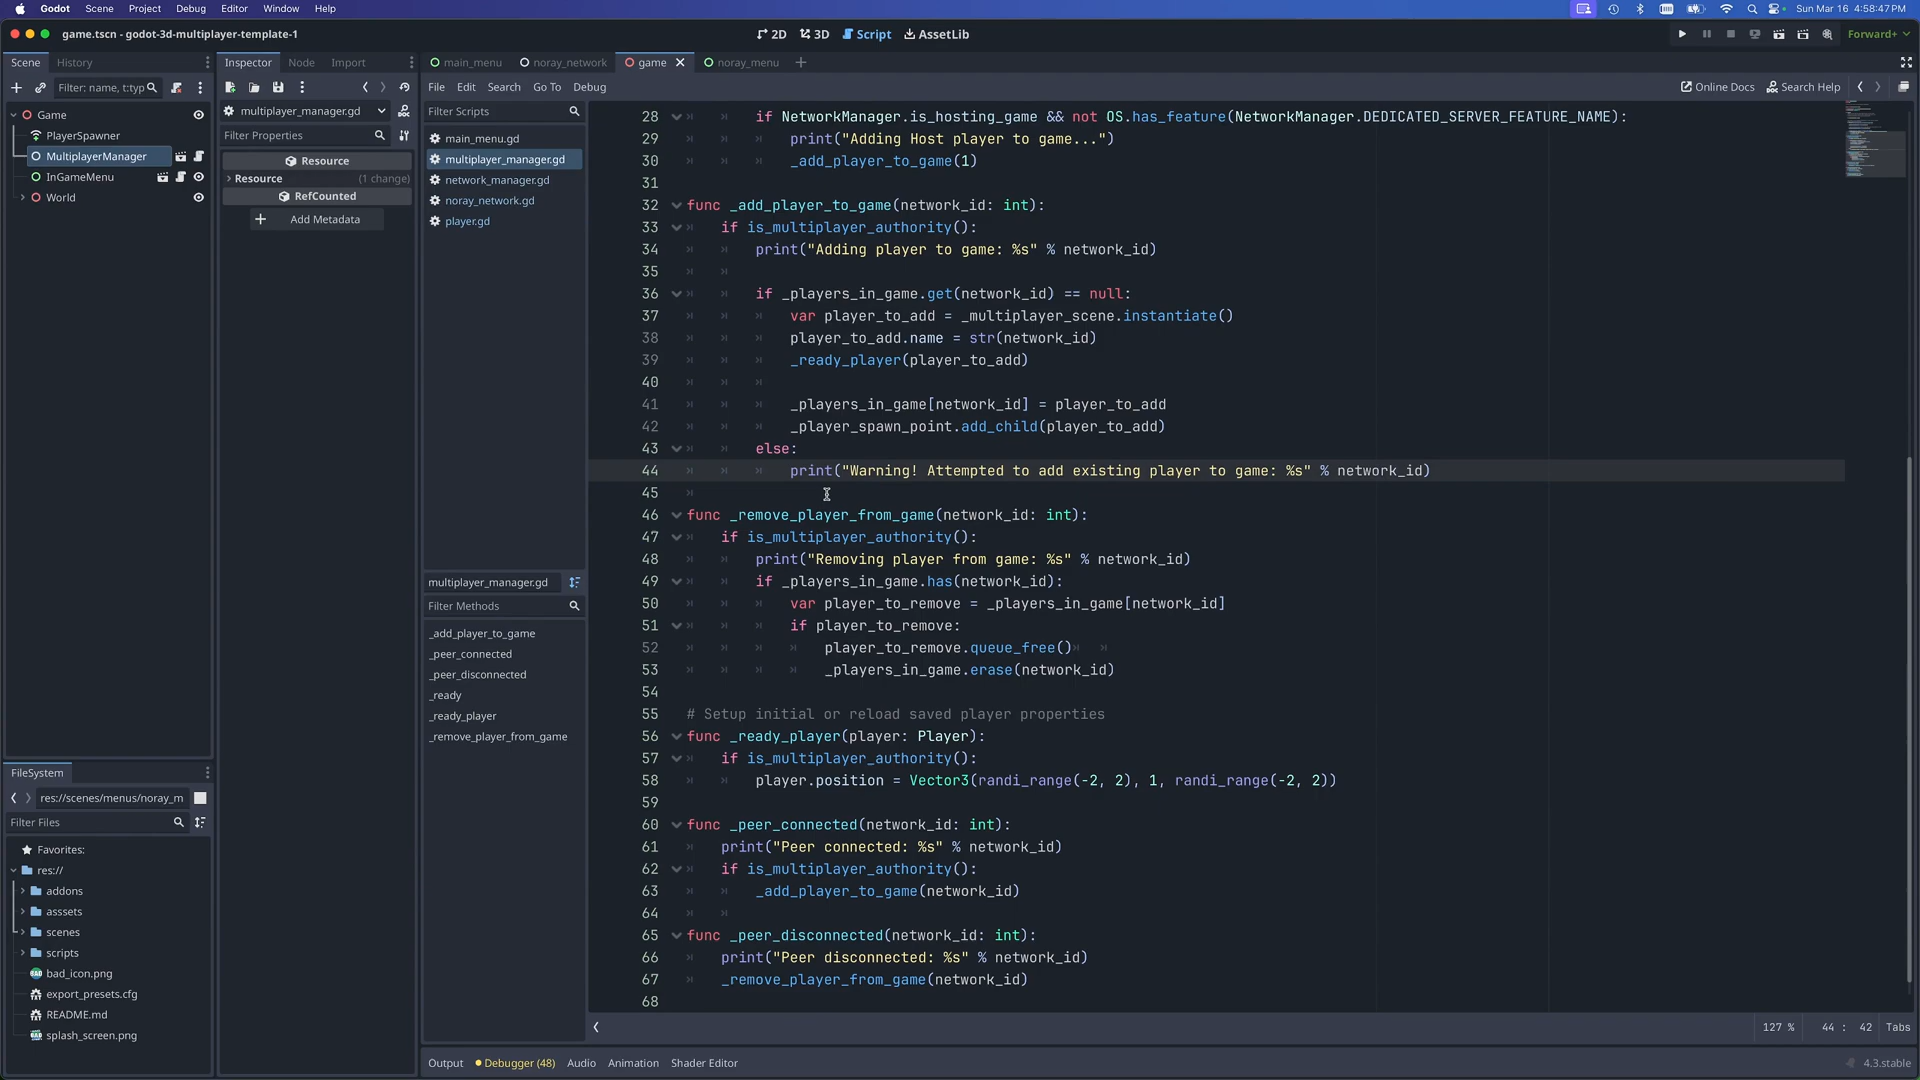 Godot Scene Project Debug Editor Window Help Sun Mar 16 4:58:47 PM
game.tscn - godot-3d-multiplayer-template-1 2D 3D Script AssetLib Forward+
Scene History Inspector Node Import main_menu noray_network game noray_menu
Filter: name, t:typ
File Edit Search Go To Debug Online Docs Search Help
multiplayer_manager.gd
Filter Properties
Resource
Resource (1 change)
RefCounted
Add Metadata
Game
PlayerSpawner
MultiplayerManager
InGameMenu
World
Filter Scripts
main_menu.gd
multiplayer_manager.gd
network_manager.gd
noray_network.gd
player.gd
multiplayer_manager.gd
Filter Methods
_add_player_to_game
_peer_connected
_peer_disconnected
_ready
_ready_player
_remove_player_from_game
28 if NetworkManager.is_hosting_game && not OS.has_feature(NetworkManager.DEDICATED_SERVER_FEATURE_NAME):
29 print("Adding Host player to game...")
30 _add_player_to_game(1)
31
32 func _add_player_to_game(network_id: int):
33 if is_multiplayer_authority():
34 print("Adding player to game: %s" % network_id)
35
36 if _players_in_game.get(network_id) == null:
37 var player_to_add = _multiplayer_scene.instantiate()
38 player_to_add.name = str(network_id)
39 _ready_player(player_to_add)
40
41 _players_in_game[network_id] = player_to_add
42 _player_spawn_point.add_child(player_to_add)
43 else:
44 print("Warning! Attempted to add existing player to game: %s" % network_id)
45
46 func _remove_player_from_game(network_id: int):
47 if is_multiplayer_authority():
48 print("Removing player from game: %s" % network_id)
49 if _players_in_game.has(network_id):
50 var player_to_remove = _players_in_game[network_id]
51 if player_to_remove:
52 player_to_remove.queue_free()
53 _players_in_game.erase(network_id)
54
55 # Setup initial or reload saved player properties
56 func _ready_player(player: Player):
57 if is_multiplayer_authority():
58 player.position = Vector3(randi_range(-2, 2), 1, randi_range(-2, 2))
59
60 func _peer_connected(network_id: int):
61 print("Peer connected: %s" % network_id)
62 if is_multiplayer_authority():
63 _add_player_to_game(network_id)
64
65 func _peer_disconnected(network_id: int):
66 print("Peer disconnected: %s" % network_id)
67 _remove_player_from_game(network_id)
68
FileSystem
res://scenes/menus/noray_m
Filter Files
Favorites:
res://
addons
asssets
scenes
scripts
bad_icon.png
export_presets.cfg
README.md
splash_screen.png
127 % 44 : 42 Tabs
Output Debugger (48) Audio Animation Shader Editor 4.3.stable